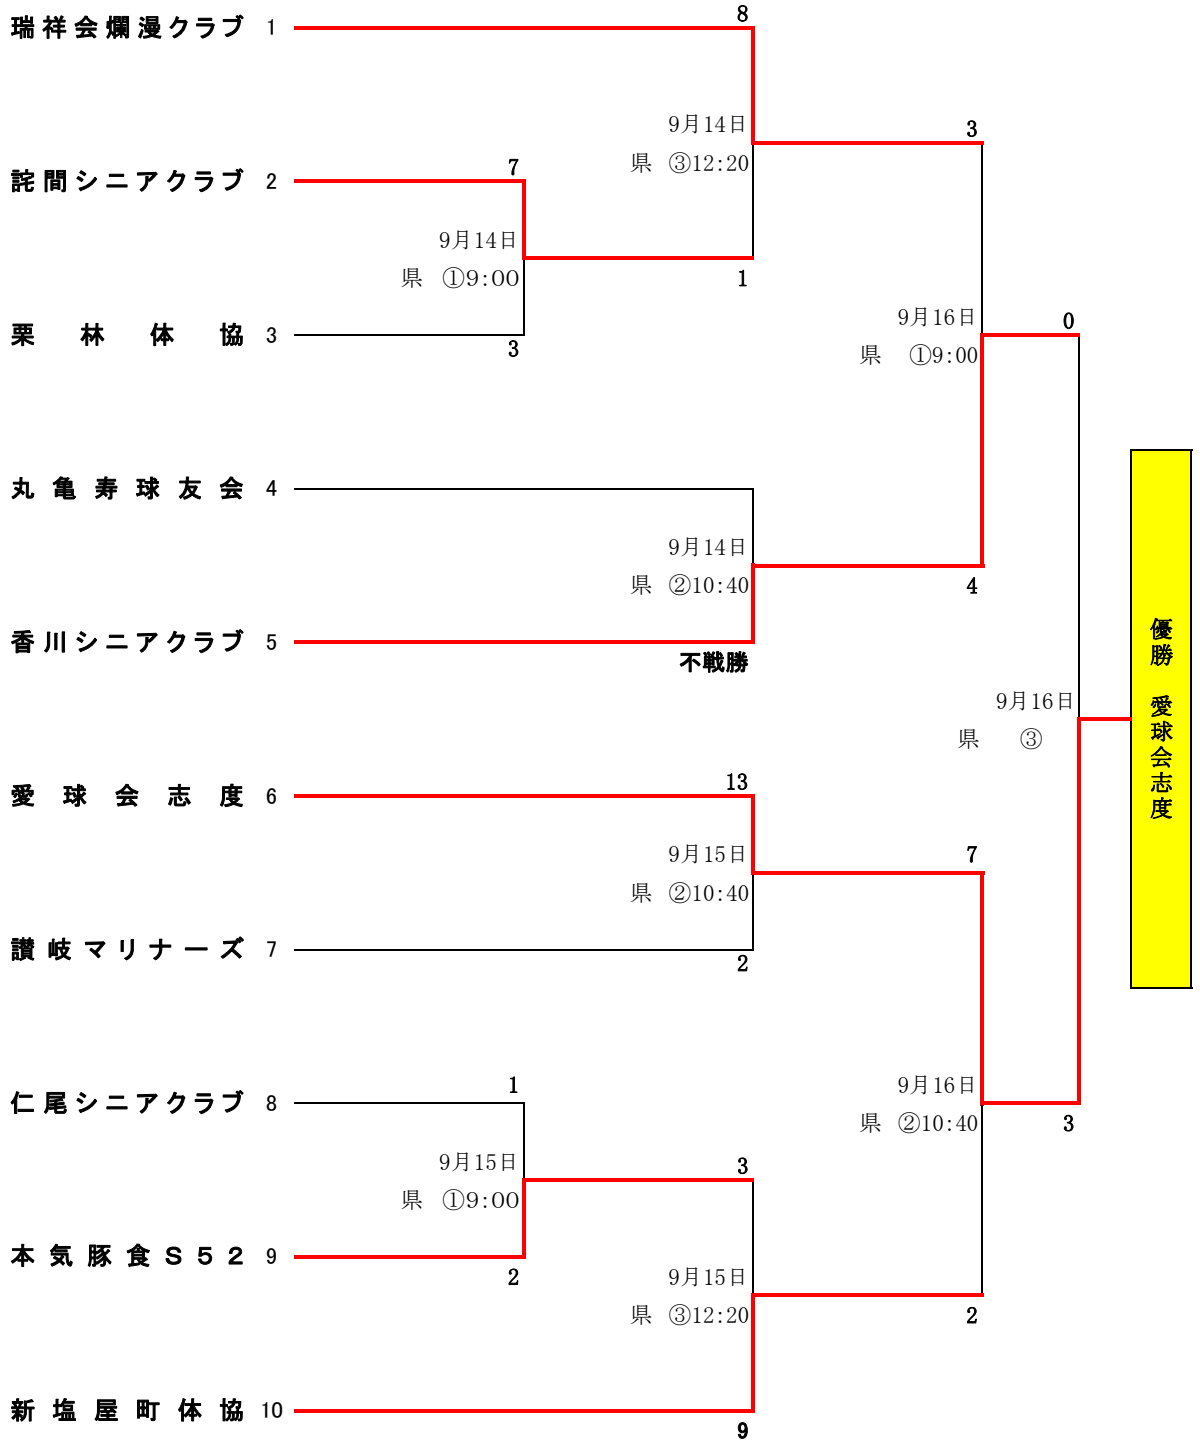 瑞祥会爛漫クラブ 1
8
9月14日
県 ③12:20
3
詫間シニアクラブ 2
7
9月14日
県 ①9:00
1
栗林体協 3
3
9月16日
県 ①9:00
0
丸亀寿球友会 4
9月14日
県 ②10:40
4
香川シニアクラブ 5
不戦勝
9月16日
県 ③
優勝 愛球会志度
愛球会志度 6
13
9月15日
県 ②10:40
7
讃岐マリナーズ 7
2
仁尾シニアクラブ 8
1
9月16日
県 ②10:40
3
9月15日
県 ①9:00
3
本気豚食S52 9
2
9月15日
県 ③12:20
2
新塩屋町体協 10
9